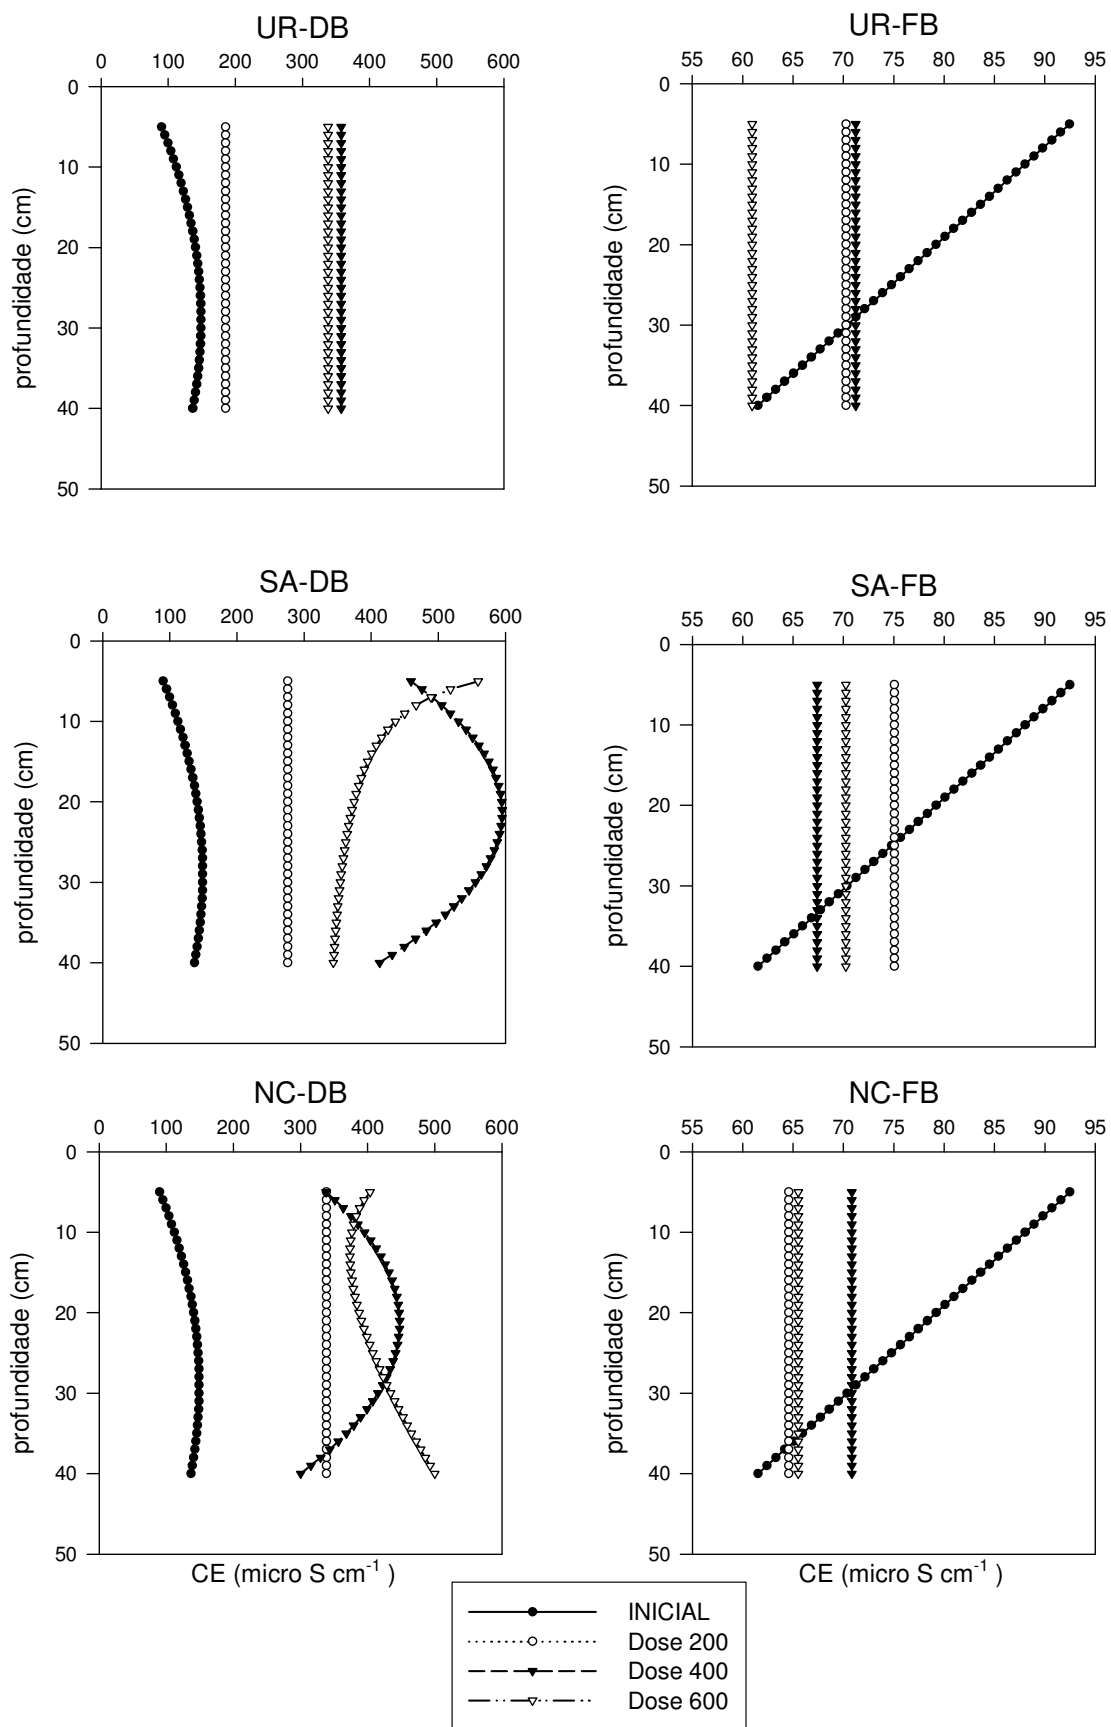 UR-DB
0 100 200 300 400 500 600
0
10
20
30
40
50
profundidade (cm)
UR-FB
55 60 65 70 75 80 85 90 95
0
10
20
30
40
50
profundidade (cm)
SA-DB
0 100 200 300 400 500 600
0
10
20
30
40
50
profundidade (cm)
SA-FB
55 60 65 70 75 80 85 90 95
0
10
20
30
40
50
profundidade (cm)
NC-DB
0 100 200 300 400 500 600
0
10
20
30
40
50
profundidade (cm)
CE (micro S cm⁻¹ )
NC-FB
55 60 65 70 75 80 85 90 95
0
10
20
30
40
50
profundidade (cm)
CE (micro S cm⁻¹ )
INICIAL
Dose 200
Dose 400
Dose 600